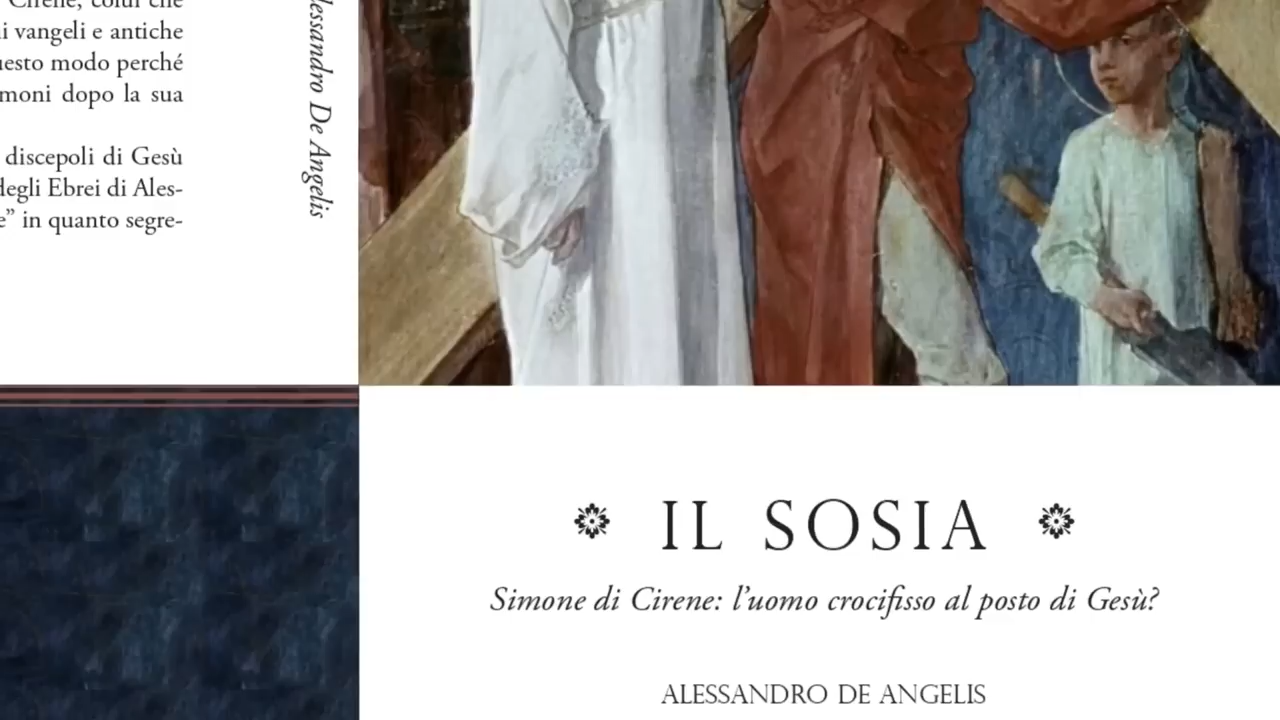 Cirene, colui che
i vangeli e antiche
uesto modo perché
moni dopo la sua
discepoli di Gesù
degli Ebrei di Ales-
e” in quanto segre-
lessandro De Angelis
IL SOSIA
Simone di Cirene: l’uomo crocifisso al posto di Gesù?
ALESSANDRO DE ANGELIS